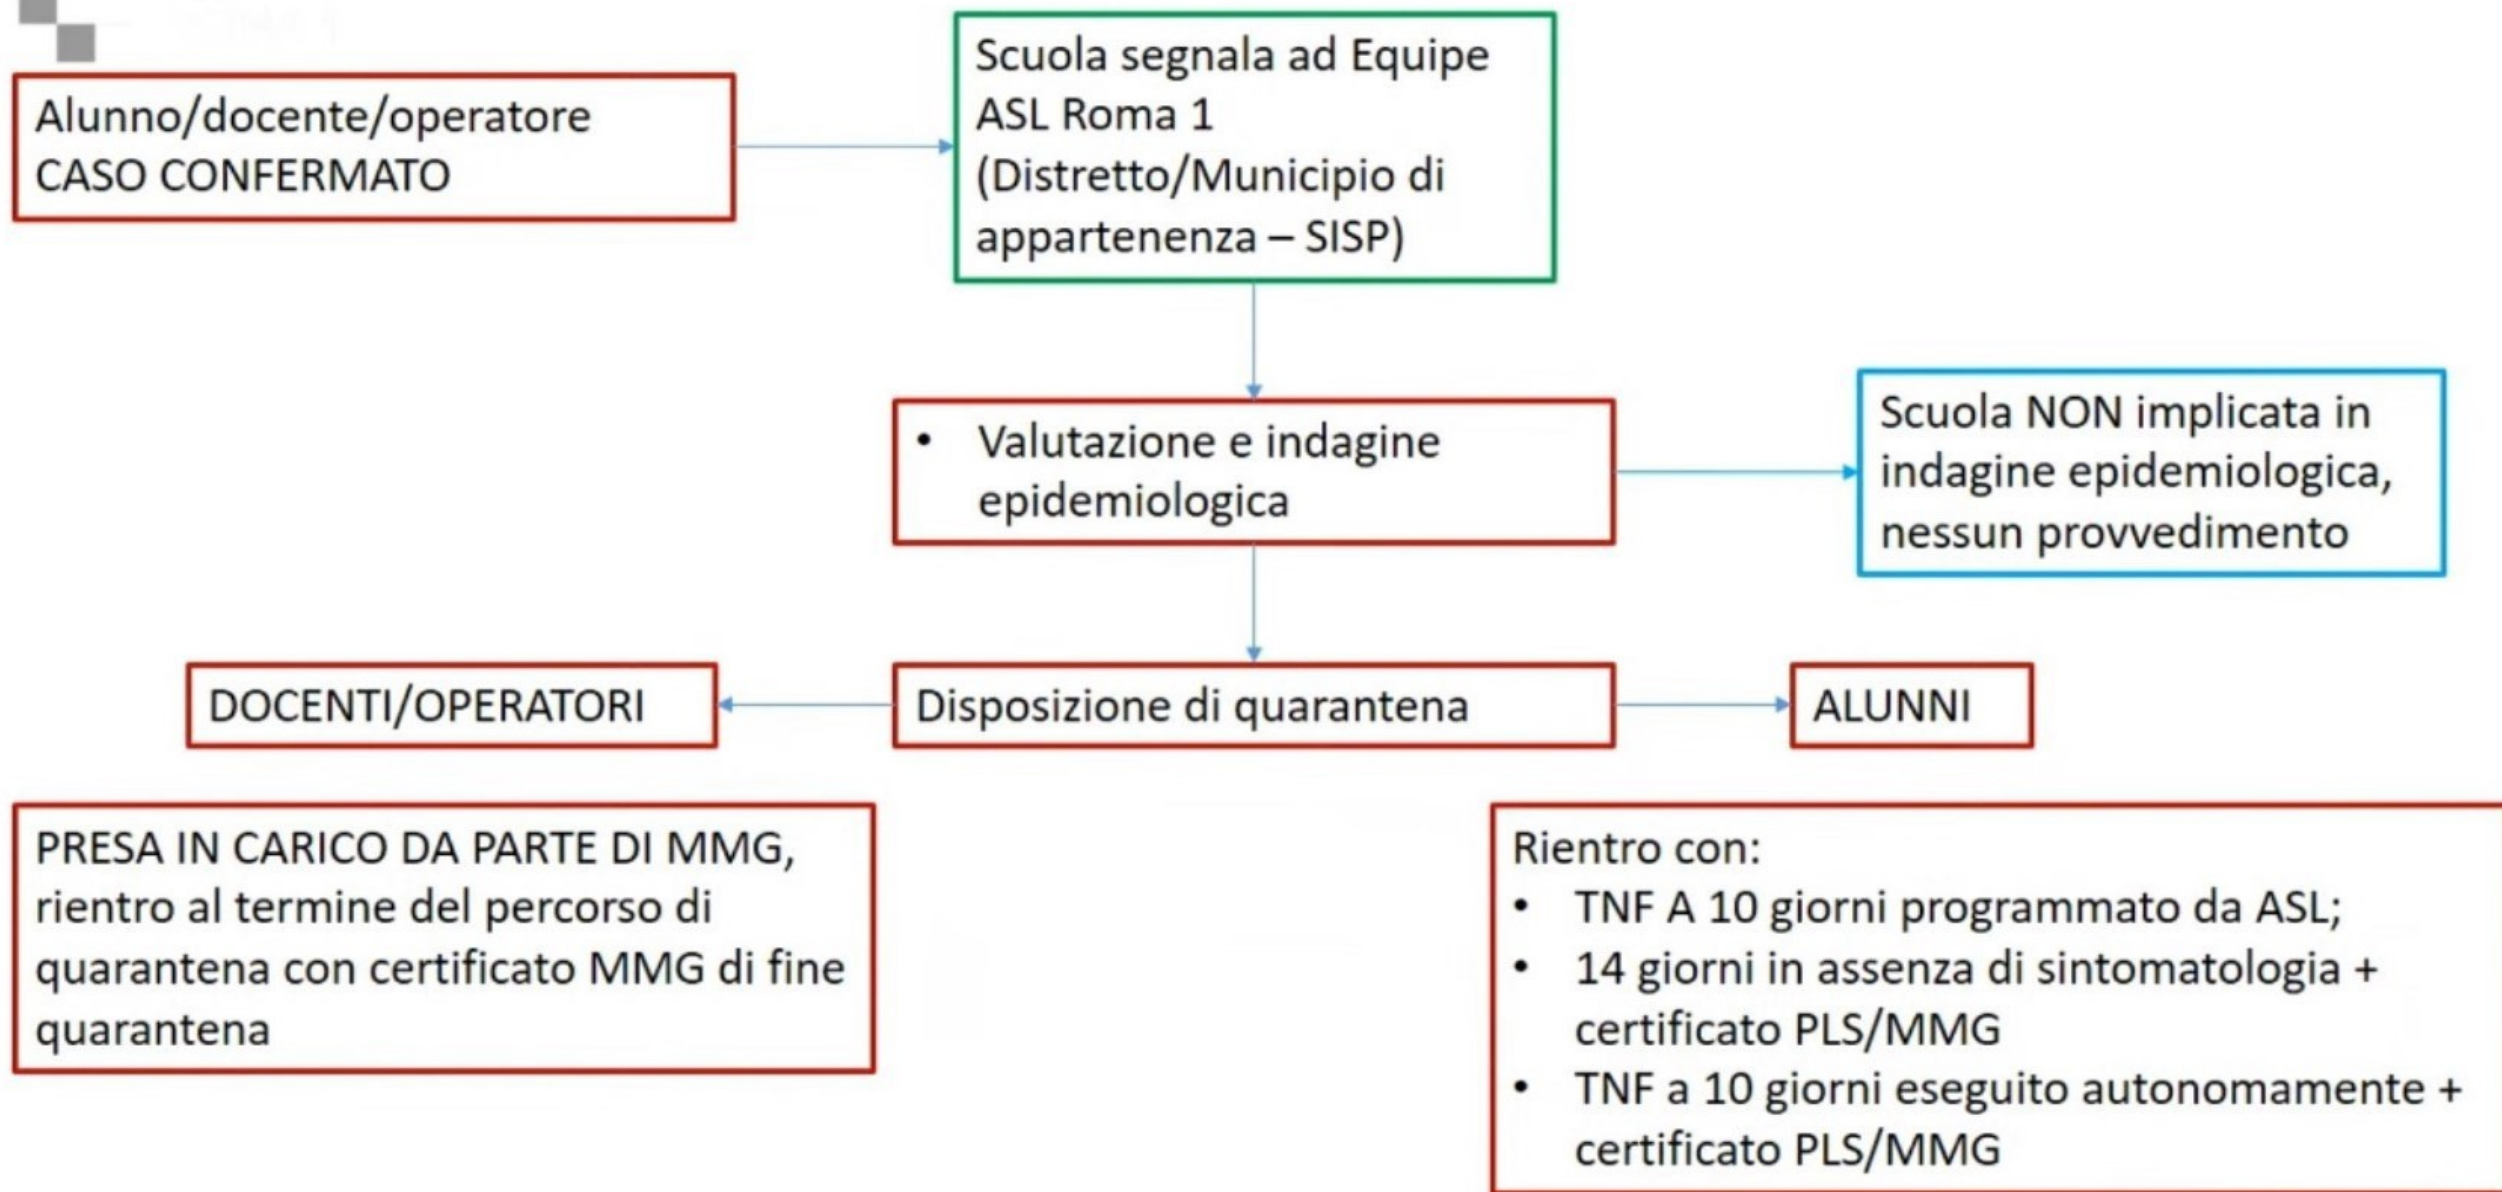 Alunno/docente/operatore
CASO CONFERMATO
Scuola segnala ad Equipe
ASL Roma 1
(Distretto/Municipio di
appartenenza – SISP)
• Valutazione e indagine
epidemiologica
Scuola NON implicata in
indagine epidemiologica,
nessun provvedimento
DOCENTI/OPERATORI
Disposizione di quarantena
ALUNNI
PRESA IN CARICO DA PARTE DI MMG,
rientro al termine del percorso di
quarantena con certificato MMG di fine
quarantena
Rientro con:
• TNF A 10 giorni programmato da ASL;
• 14 giorni in assenza di sintomatologia +
certificato PLS/MMG
• TNF a 10 giorni eseguito autonomamente +
certificato PLS/MMG